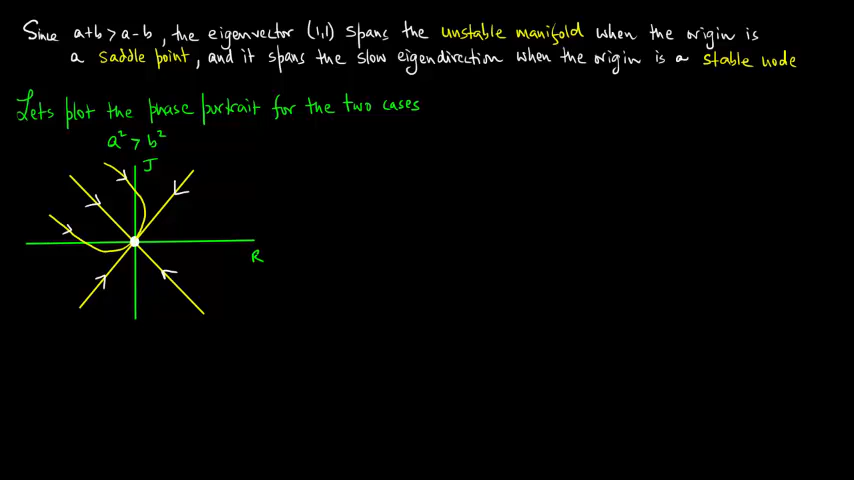 Since a+b > a-b, the eigenvector (1,1) spans the unstable manifold when the origin is
a saddle point, and it spans the slow eigendirection when the origin is a stable node
Lets plot the phase portrait for the two cases
a² > b²
J
R